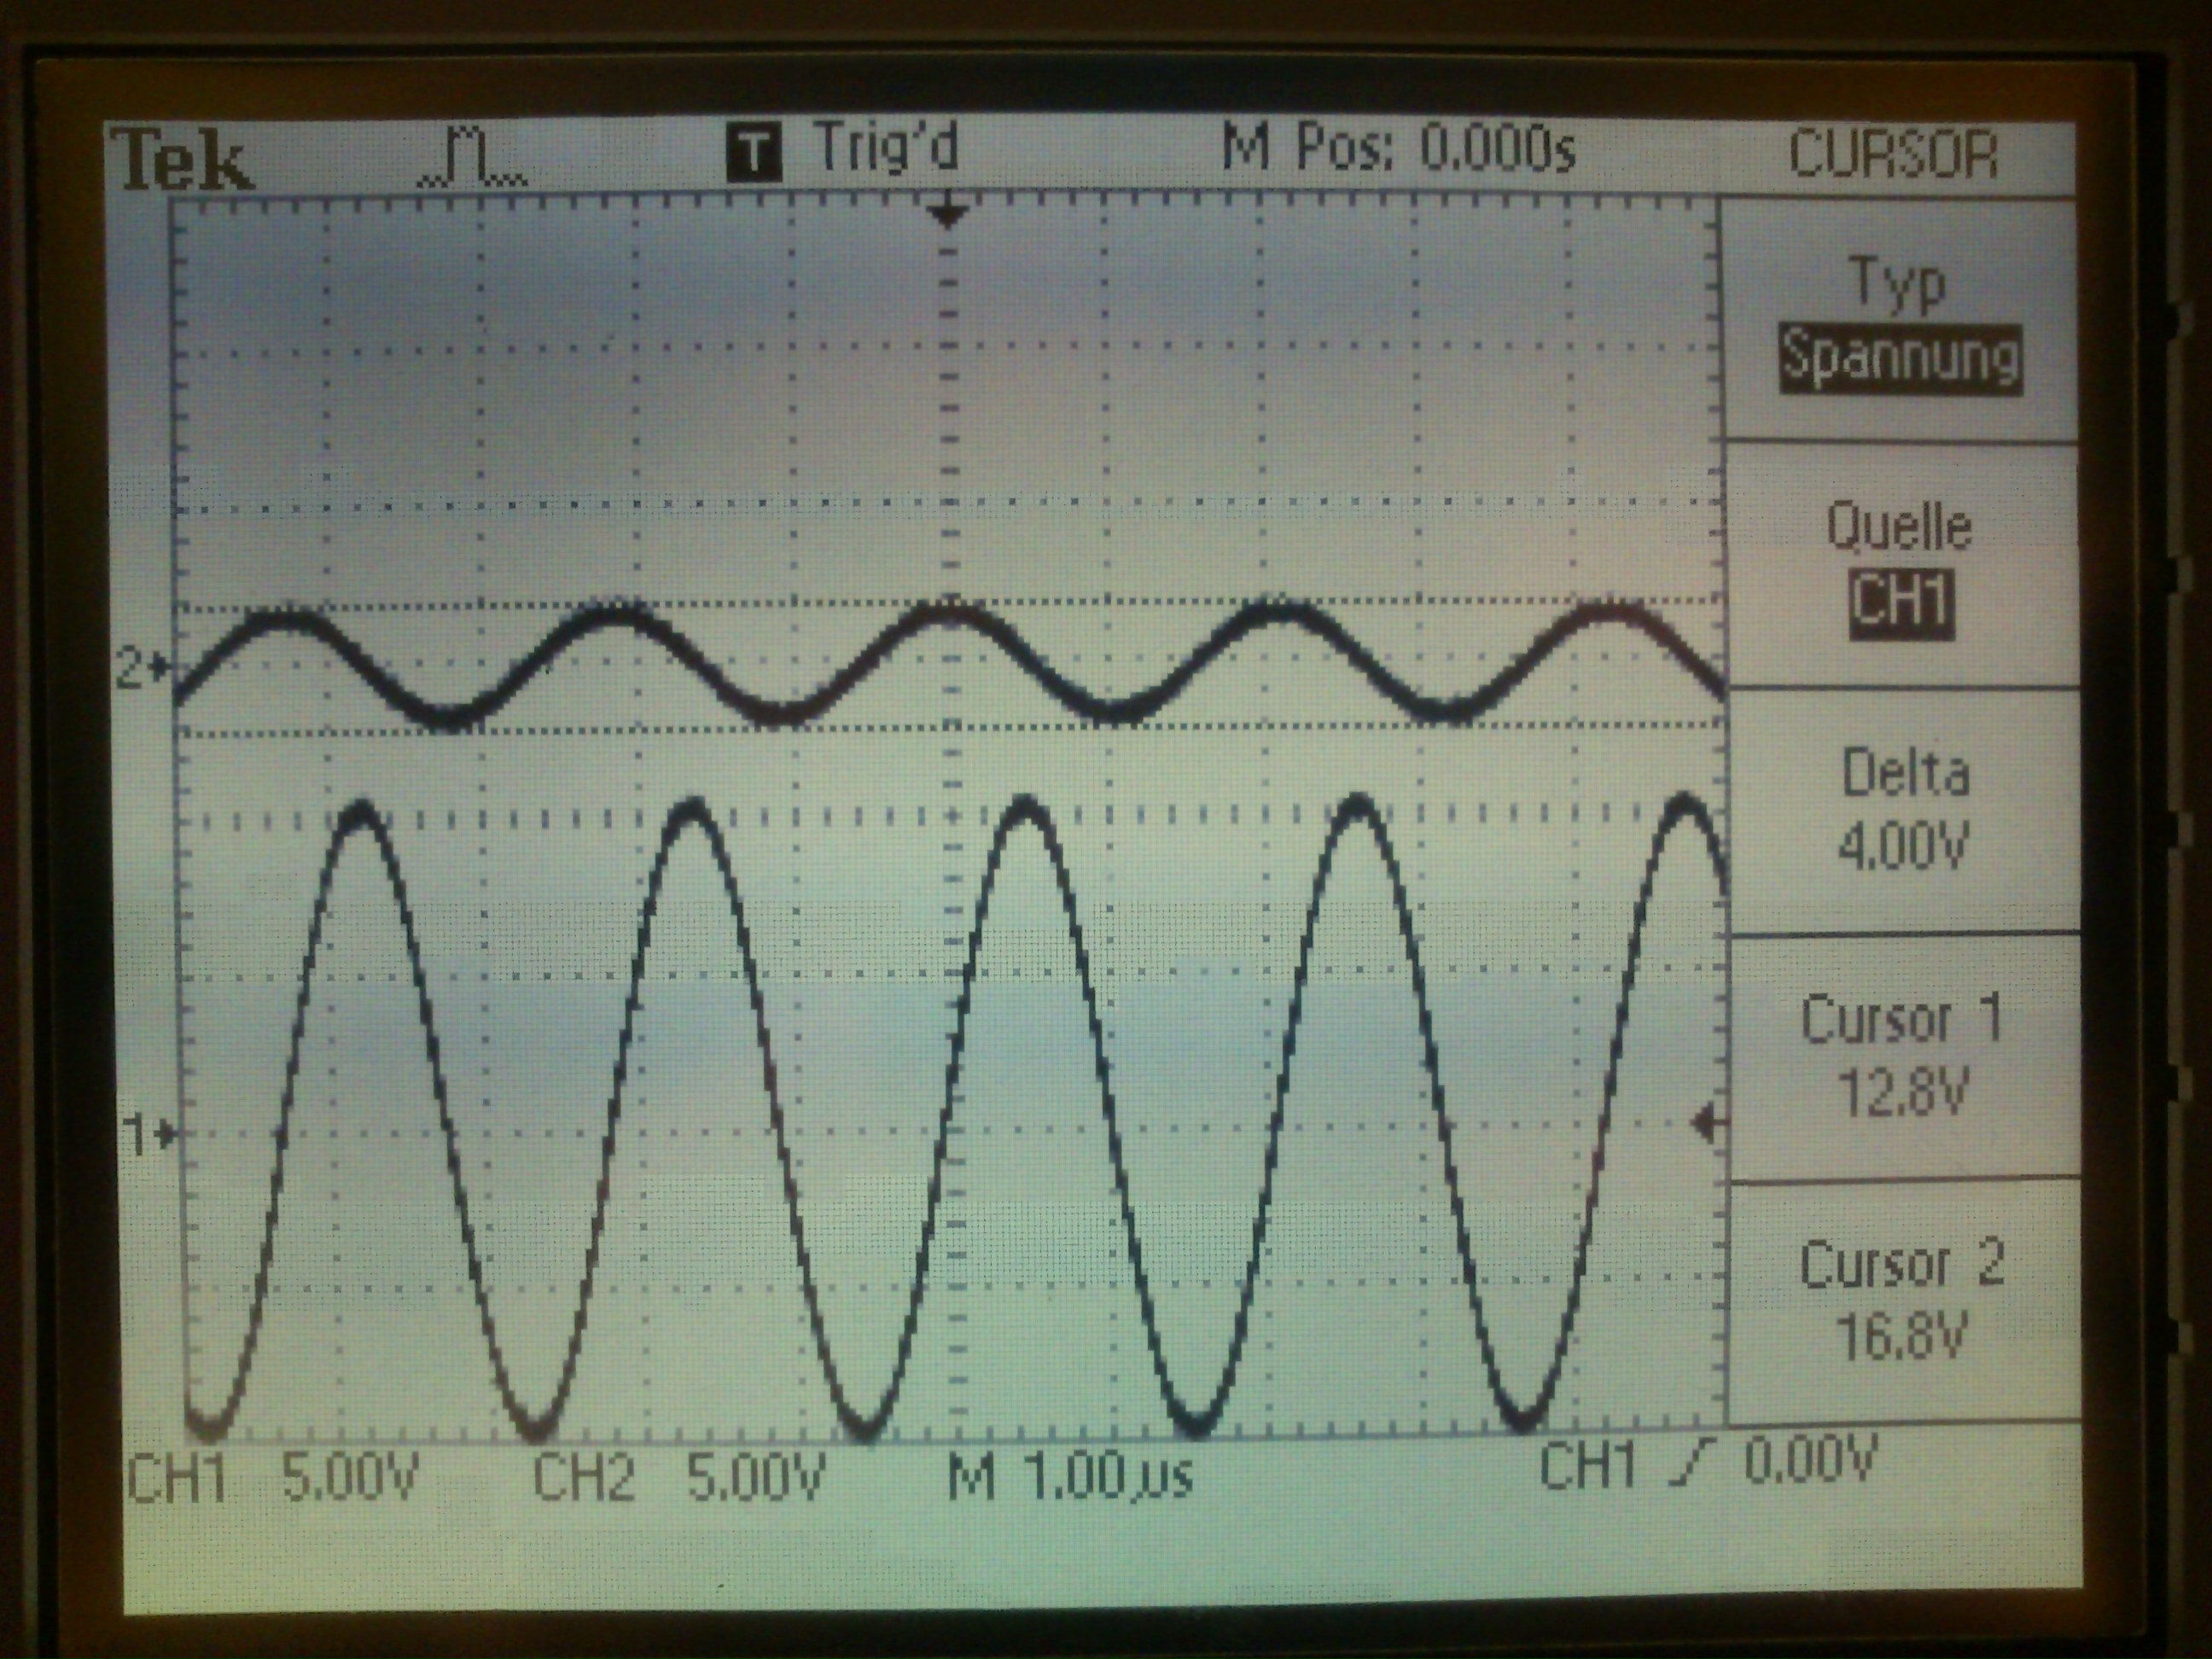 Tek T Trig'd M Pos: 0.000s CURSOR
Typ
Spannung
Quelle
CH1
Delta
4.00V
Cursor 1
12.8V
Cursor 2
16.8V
2
1
CH1 5.00V CH2 5.00V M 1.00µs CH1 0.00V